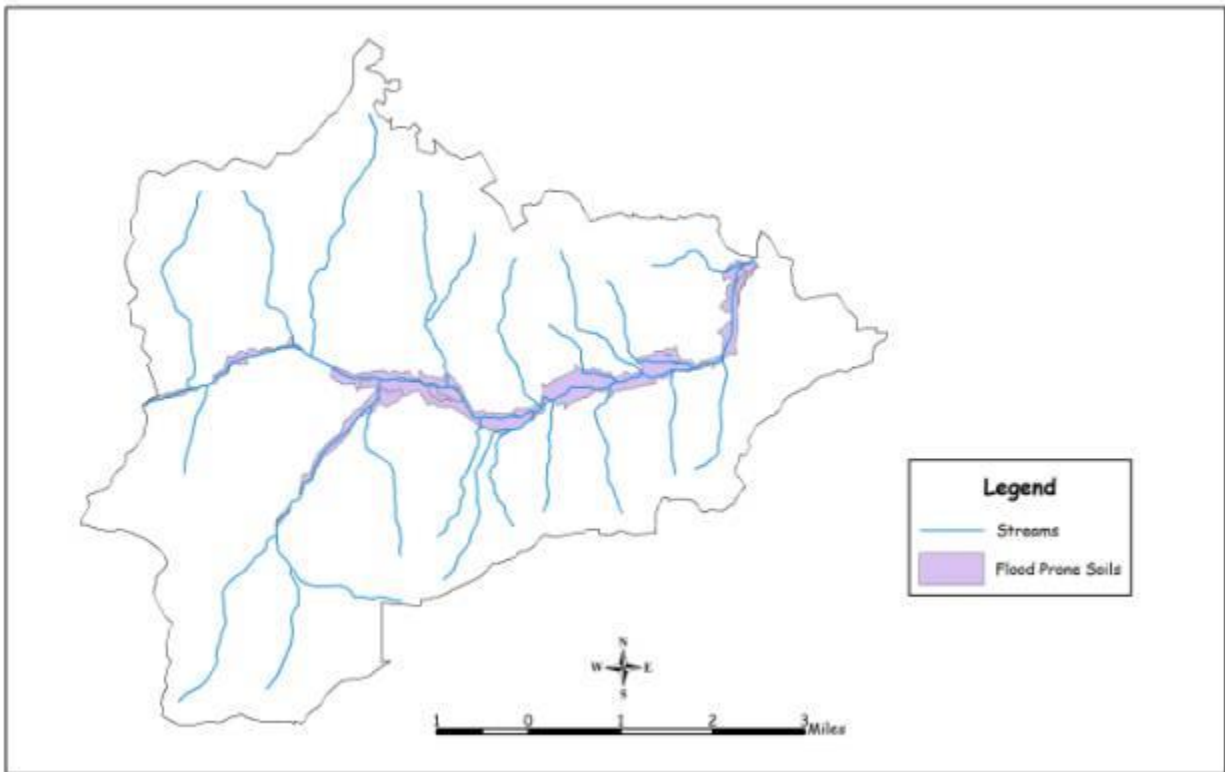 Legend
Streams
Flood Prone Soils
N
W E
S
1 0 1 2 3 Miles